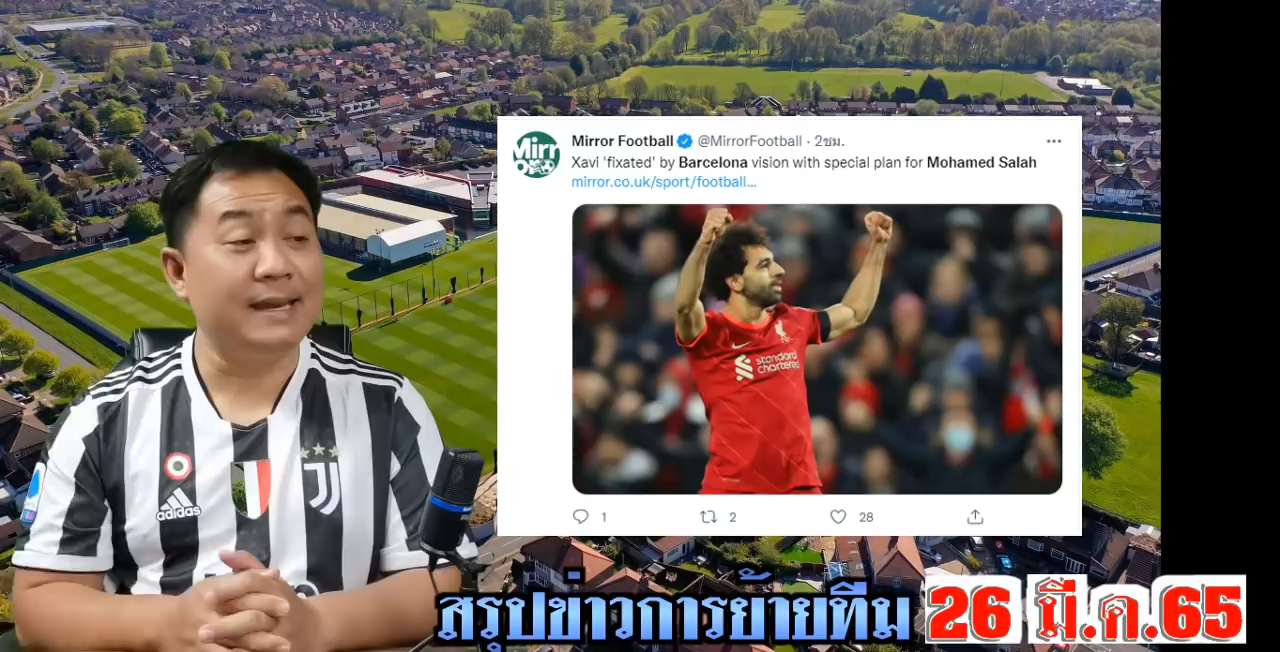 Mirr
Mirror Football @MirrorFootball · 2ชม.
Xavi 'fixated' by Barcelona vision with special plan for Mohamed Salah
mirror.co.uk/sport/football...
standard
chartered
1 2 28
adidas
สรุปข่าวการย้ายทีม 26 มี.ค.65